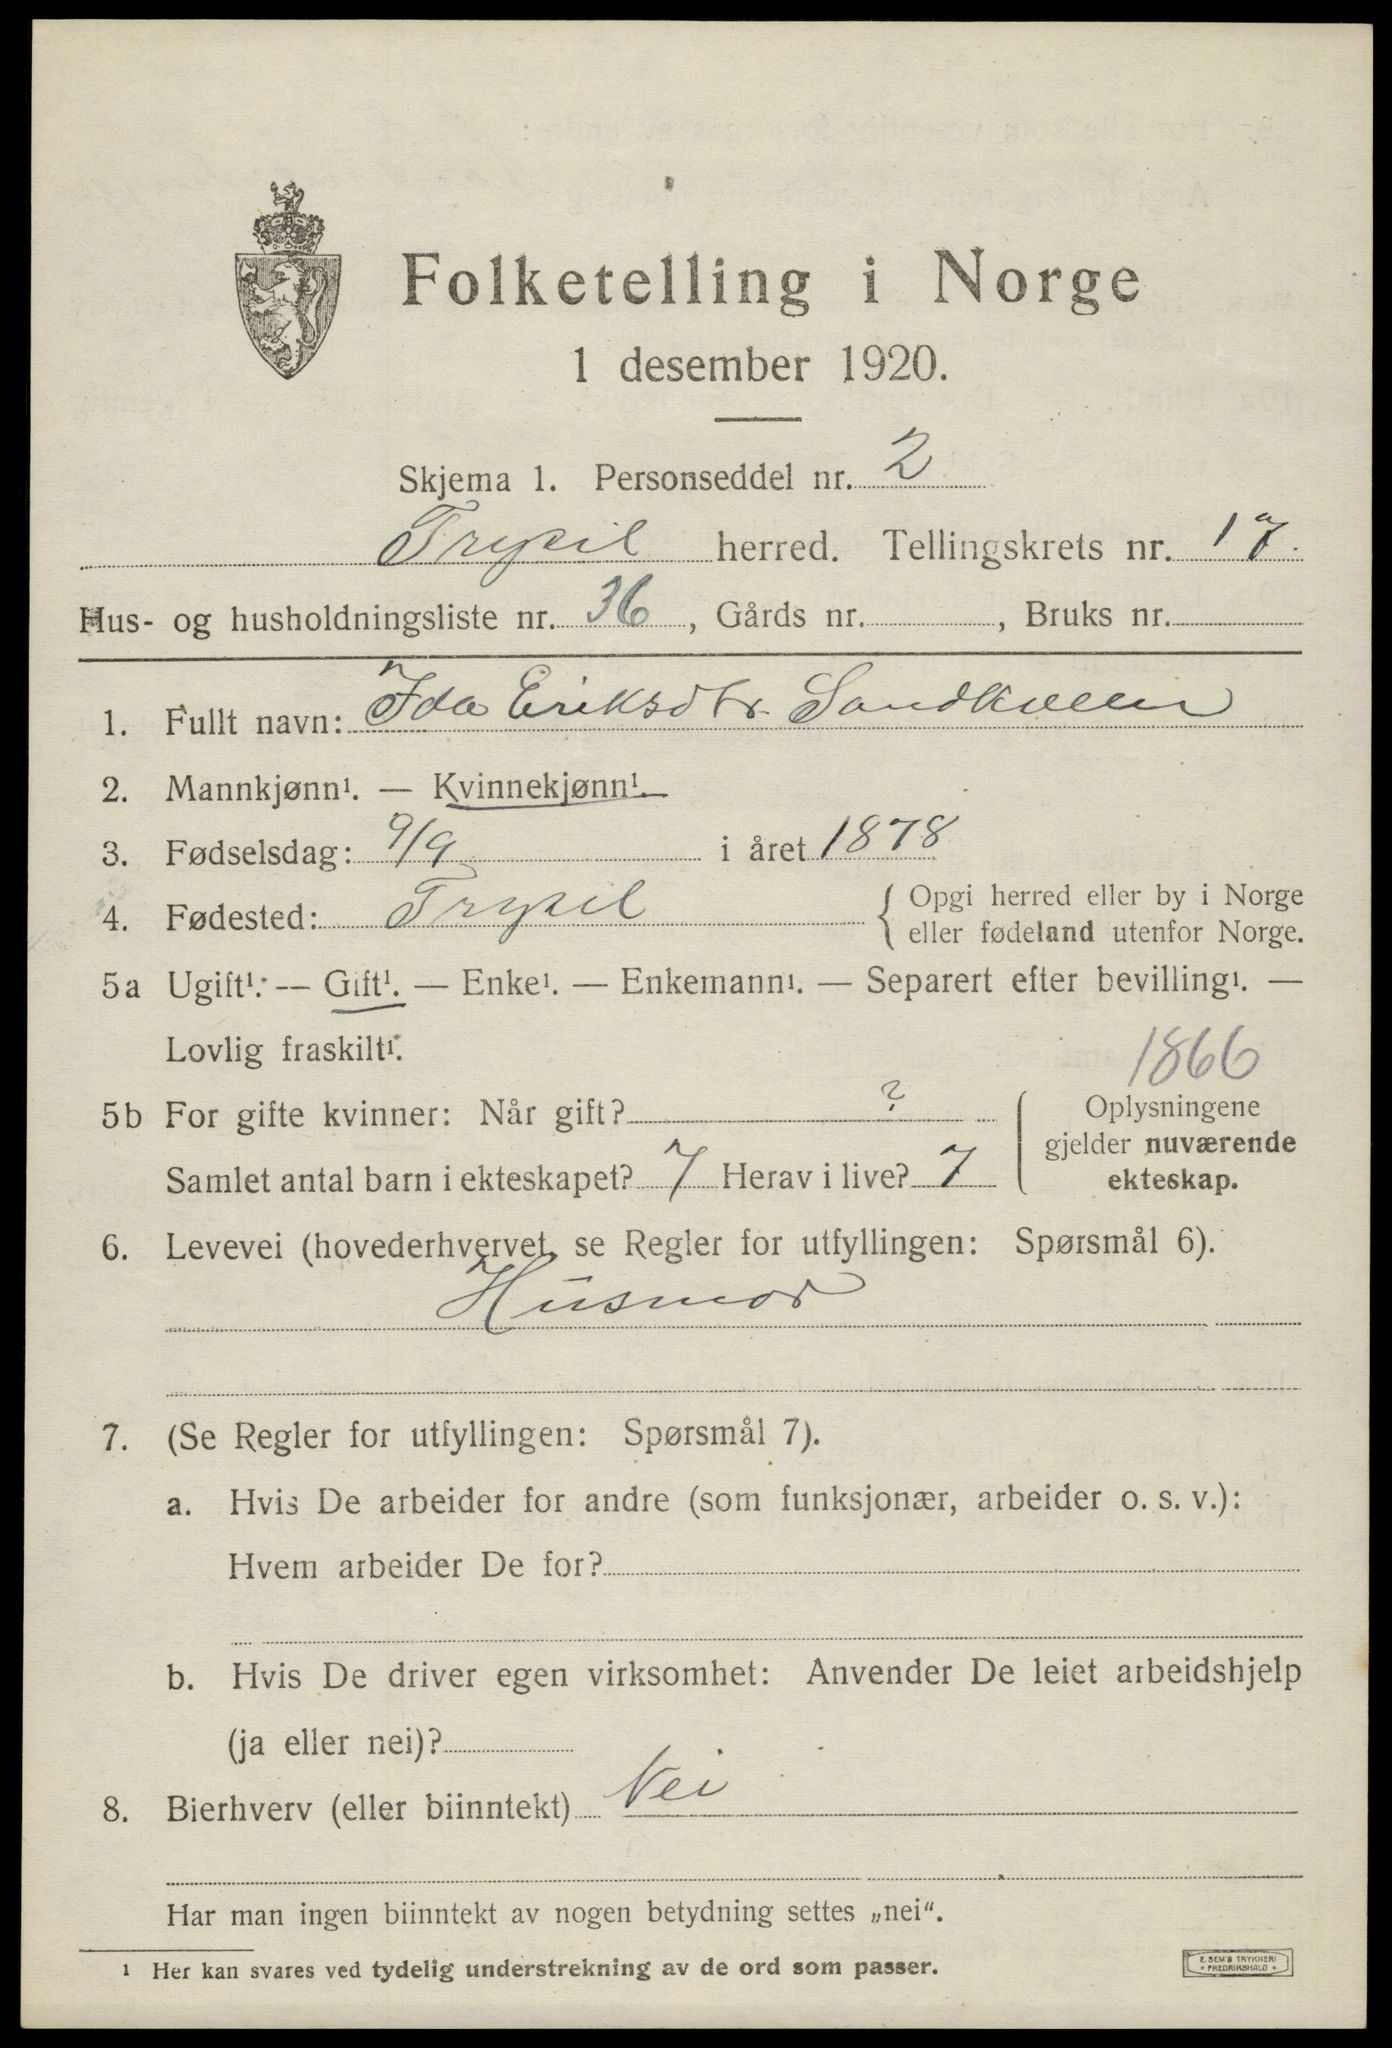 Folketelling i Norge
1 desember 1920.
Skjema 1. Personseddel nr. 2
Trysil herred. Tellingskrets nr. 17.
Hus- og husholdningsliste nr. 36, Gårds nr. , Bruks nr.
1. Fullt navn: Ida Eriksdtr. Sandkveen
2. Mannkjønn¹. — Kvinnekjønn¹.
3. Fødselsdag: 9/9 i året 1878
4. Fødested: Trysil { Opgi herred eller by i Norge
eller fødeland utenfor Norge.
5a Ugift¹. — Gift¹. — Enke¹. — Enkemann¹. — Separert efter bevilling¹. —
Lovlig fraskilt¹.
1866
5b For gifte kvinner: Når gift? ? { Oplysningene
gjelder nuværende
Samlet antal barn i ekteskapet? 7 Herav i live? 7 ekteskap.
6. Levevei (hovederhvervet, se Regler for utfyllingen: Spørsmål 6).
Husmor
7. (Se Regler for utfyllingen: Spørsmål 7).
a. Hvis De arbeider for andre (som funksjonær, arbeider o. s. v.):
Hvem arbeider De for?
b. Hvis De driver egen virksomhet: Anvender De leiet arbeidshjelp
(ja eller nei)?
8. Bierhverv (eller biinntekt) Nei
Har man ingen biinntekt av nogen betydning settes „nei“.
¹ Her kan svares ved tydelig understrekning av de ord som passer.
E. SEM'S TRYKKERI
* FREDRIKSHALD *